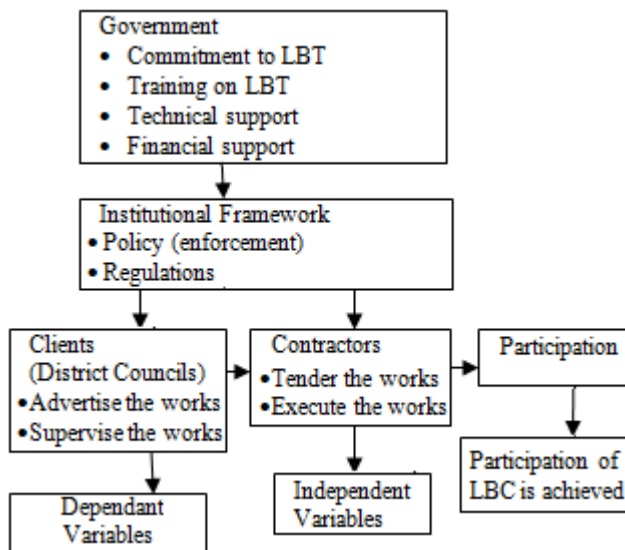 Government
• Commitment to LBT
• Training on LBT
• Technical support
• Financial support
Institutional Framework
• Policy (enforcement)
• Regulations
Clients
(District Councils)
• Advertise the works
• Supervise the works
Contractors
• Tender the works
• Execute the works
Participation
Dependant
Variables
Independent
Variables
Participation of
LBC is achieved